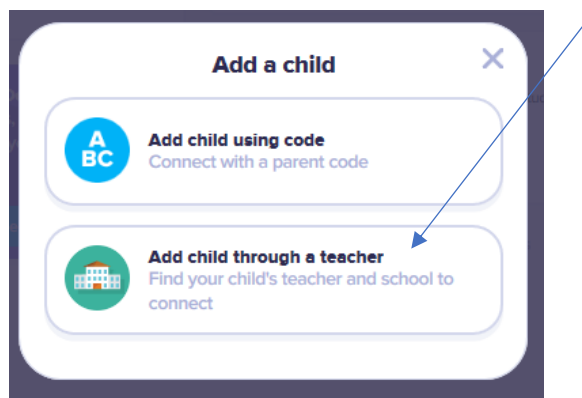 Add a child
A
BC
Add child using code
Connect with a parent code
Add child through a teacher
Find your child's teacher and school to
connect